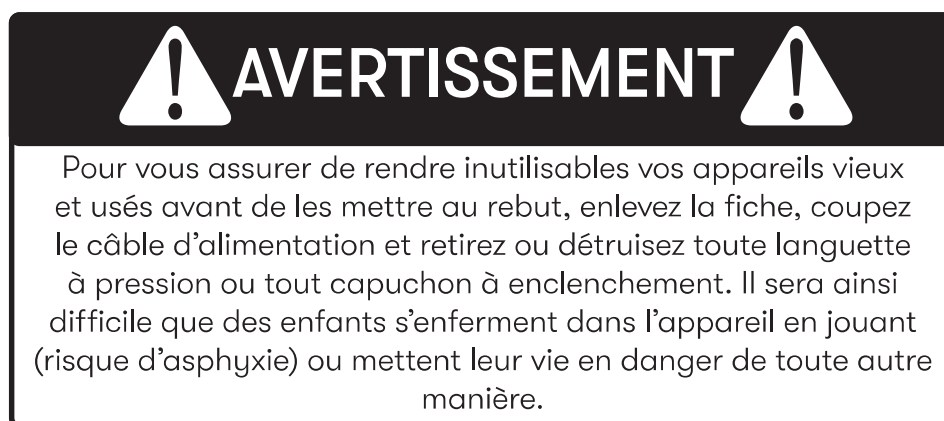 AVERTISSEMENT
Pour vous assurer de rendre inutilisables vos appareils vieux
et usés avant de les mettre au rebut, enlevez la fiche, coupez
le câble d’alimentation et retirez ou détruisez toute languette
à pression ou tout capuchon à enclenchement. Il sera ainsi
difficile que des enfants s’enferment dans l’appareil en jouant
(risque d’asphyxie) ou mettent leur vie en danger de toute autre
manière.